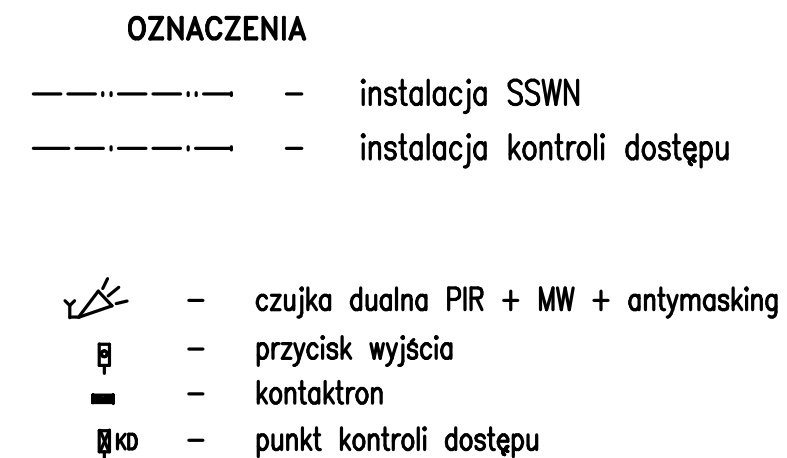 OZNACZENIA
– instalacja SSWN
– instalacja kontroli dostępu
– czujka dualna PIR + MW + antymasking
– przycisk wyjścia
– kontaktron
KD – punkt kontroli dostępu